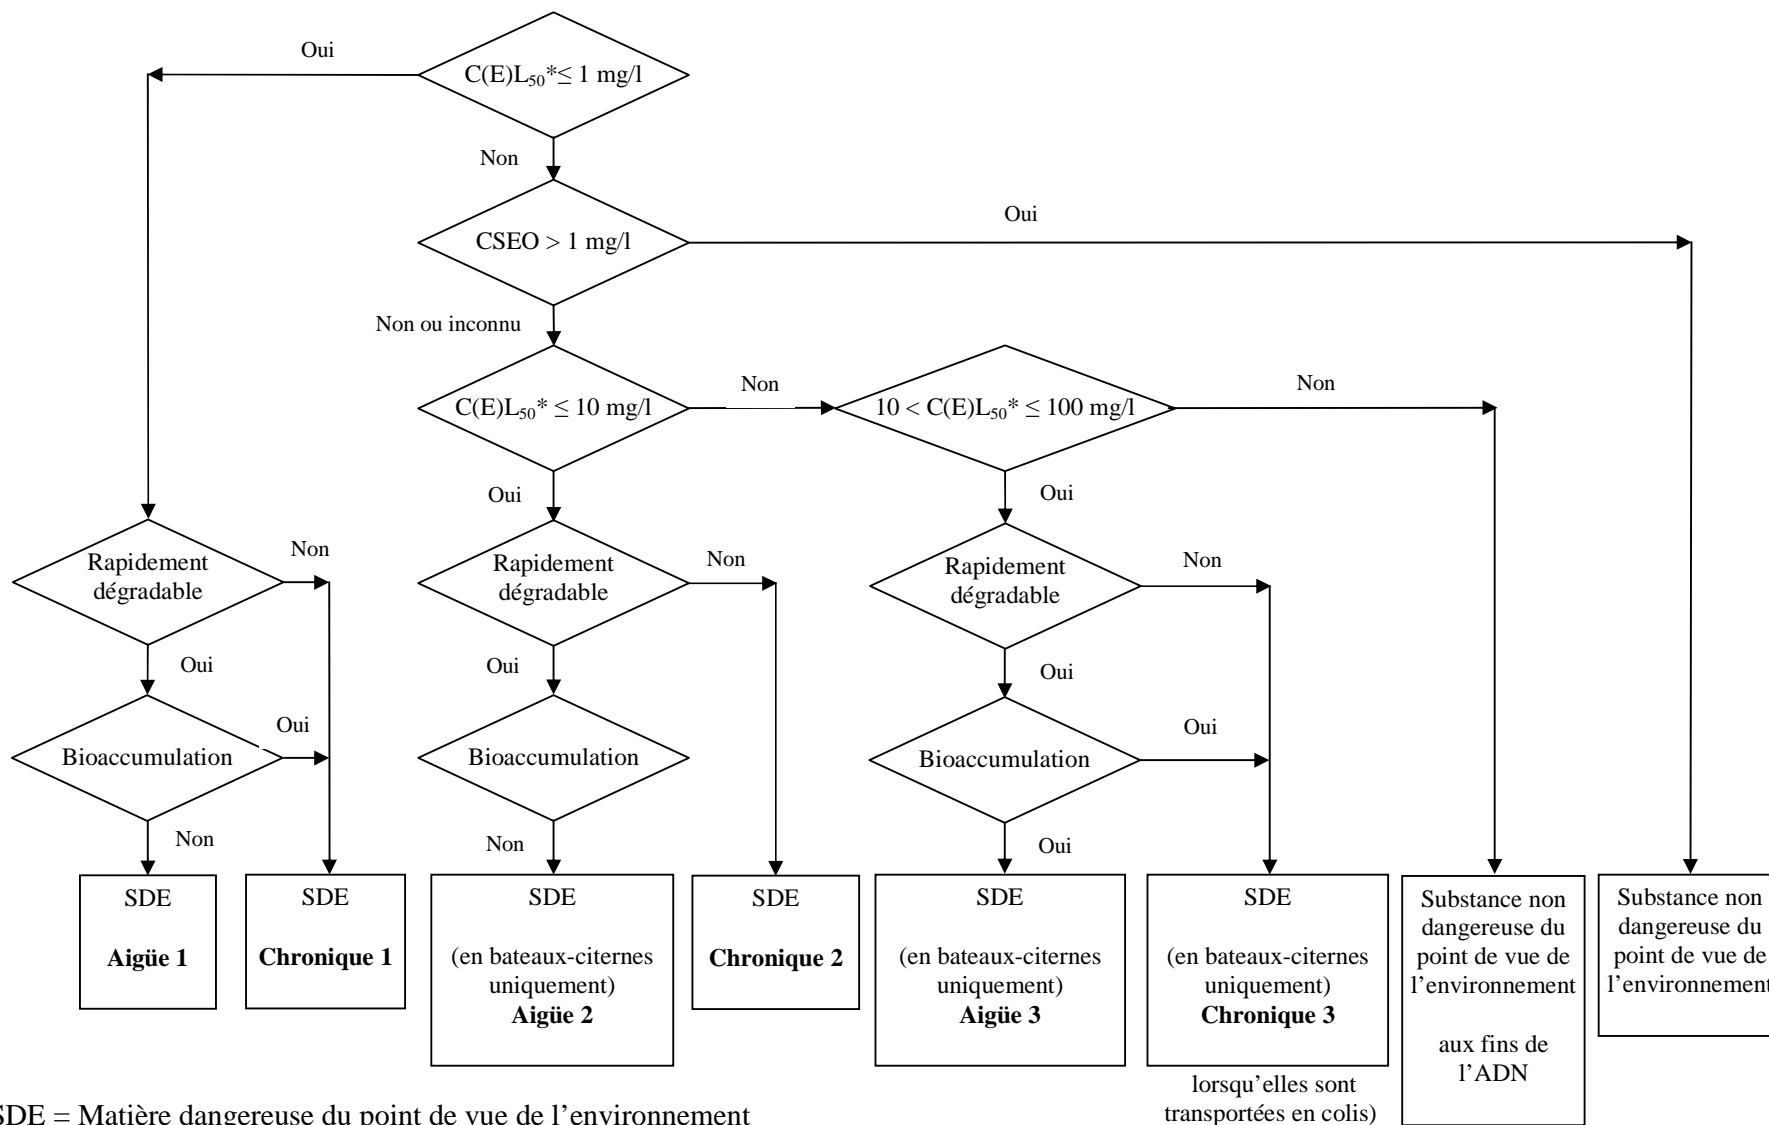 Oui
C(E)L50*≤ 1 mg/l
Non
Oui
CSEO > 1 mg/l
Non ou inconnu
C(E)L50* ≤ 10 mg/l
Non
10 < C(E)L50* ≤ 100 mg/l
Non
Oui
Oui
Rapidement
dégradable
Non
Rapidement
dégradable
Non
Rapidement
dégradable
Non
Oui
Oui
Oui
Bioaccumulation
Oui
Bioaccumulation
Bioaccumulation
Oui
Non
Non
Oui
SDE
Aigüe 1
SDE
Chronique 1
SDE
(en bateaux-citernes
uniquement)
Aigüe 2
SDE
Chronique 2
SDE
(en bateaux-citernes
uniquement)
Aigüe 3
SDE
(en bateaux-citernes
uniquement)
Chronique 3
lorsqu'elles sont
transportées en colis)
Substance non
dangereuse du
point de vue de
l'environnement
aux fins de
l'ADN
Substance non
dangereuse du
point de vue de
l'environnement
SDE = Matière dangereuse du point de vue de l'environnement